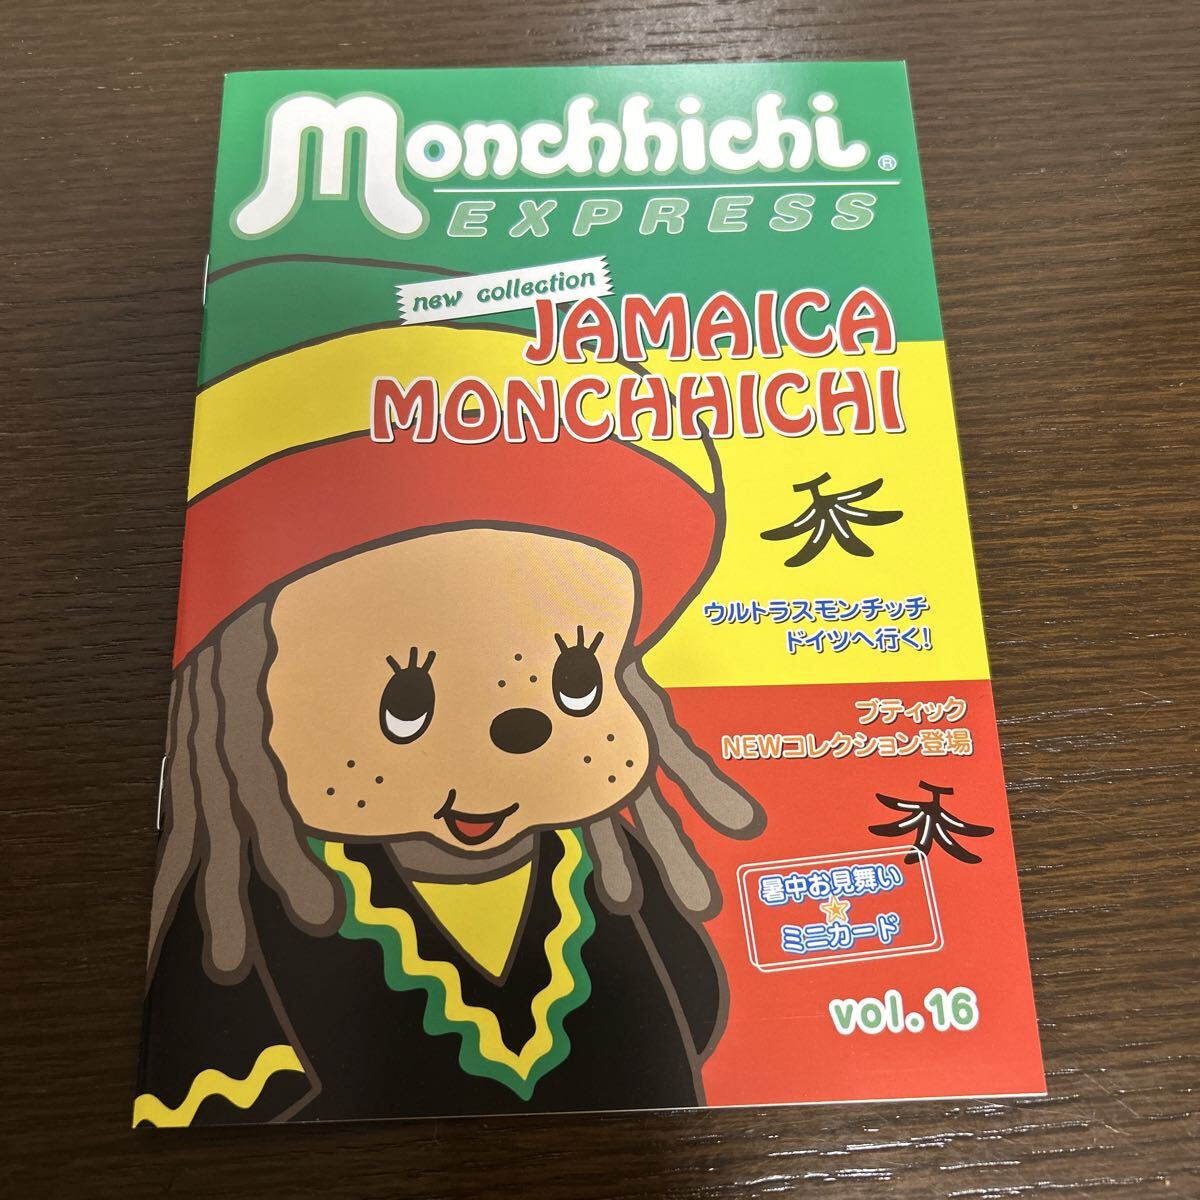 Monchhichi®
EXPRESS
new collection
JAMAICA
MONCHHICHI
ウルトラスモンチッチ
ドイツへ行く!
ブティック
NEWコレクション登場
暑中お見舞い
☆
ミニカード
vol.16